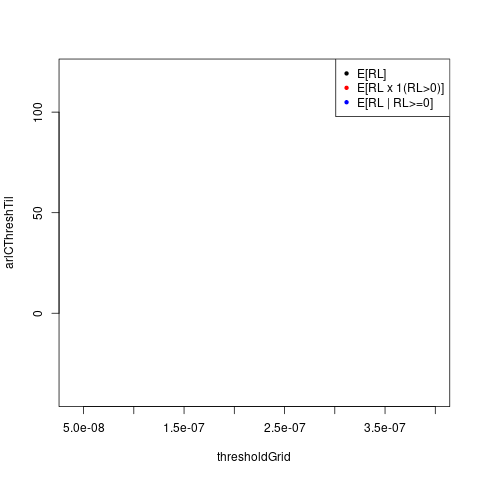 E[RL]
E[RL x 1(RL>0)]
E[RL | RL>=0]
100
50
0
arlCThreshTil
5.0e-08
1.5e-07
2.5e-07
3.5e-07
thresholdGrid